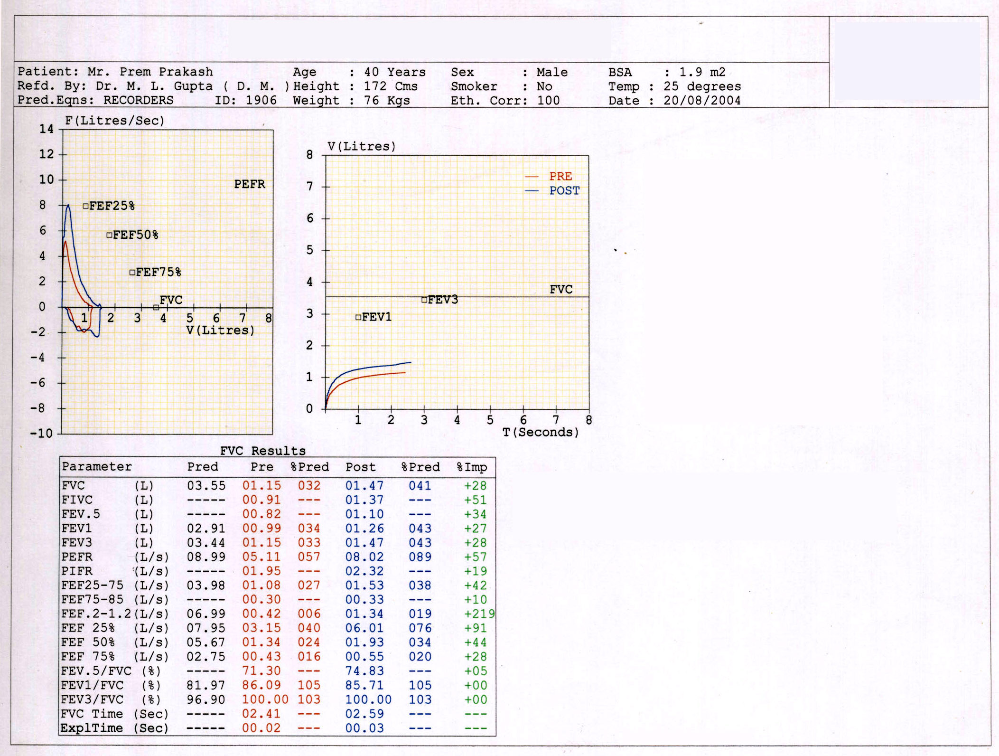 Patient: Mr. Prem Prakash Age : 40 Years Sex : Male BSA : 1.9 m2
Refd. By: Dr. M. L. Gupta ( D. M. ) Height : 172 Cms Smoker : No Temp : 25 degrees
Pred.Eqns: RECORDERS ID: 1906 Weight : 76 Kgs Eth. Corr: 100 Date : 20/08/2004
F(Litres/Sec)
14
12
10
8
6
4
2
0
-2
-4
-6
-8
-10
PEFR
FEF25%
FEF50%
FEF75%
FVC
1 2 3 4 5 6 7 8
V(Litres)
V(Litres)
8
7
6
5
4
3
2
1
0
PRE
POST
FVC
FEV3
FEV1
1 2 3 4 5 6 7 8
T(Seconds)
FVC Results
Parameter Pred Pre %Pred Post %Pred %Imp
FVC (L) 03.55 01.15 032 01.47 041 +28
FIVC (L) ----- 00.91 --- 01.37 --- +51
FEV.5 (L) ----- 00.82 --- 01.10 --- +34
FEV1 (L) 02.91 00.99 034 01.26 043 +27
FEV3 (L) 03.44 01.15 033 01.47 043 +28
PEFR (L/s) 08.99 05.11 057 08.02 089 +57
PIFR (L/s) ----- 01.95 --- 02.32 --- +19
FEF25-75 (L/s) 03.98 01.08 027 01.53 038 +42
FEF75-85 (L/s) ----- 00.30 --- 00.33 --- +10
FEF.2-1.2(L/s) 06.99 00.42 006 01.34 019 +219
FEF 25% (L/s) 07.95 03.15 040 06.01 076 +91
FEF 50% (L/s) 05.67 01.34 024 01.93 034 +44
FEF 75% (L/s) 02.75 00.43 016 00.55 020 +28
FEV.5/FVC (%) ----- 71.30 --- 74.83 --- +05
FEV1/FVC (%) 81.97 86.09 105 85.71 105 +00
FEV3/FVC (%) 96.90 100.00 103 100.00 103 +00
FVC Time (Sec) ----- 02.41 --- 02.59 --- ---
ExplTime (Sec) ----- 00.02 --- 00.03 --- ---